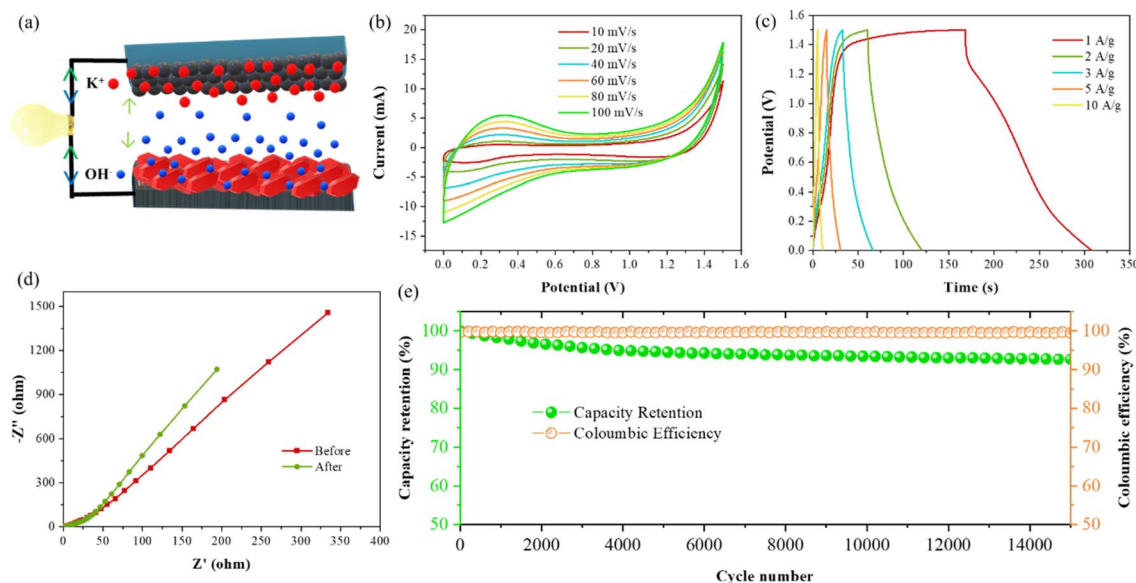 (a)
K+
OH-
(b)
Current (mA)
20
15
10
5
0
-5
-10
-15
10 mV/s
20 mV/s
40 mV/s
60 mV/s
80 mV/s
100 mV/s
0.0 0.2 0.4 0.6 0.8 1.0 1.2 1.4 1.6
Potential (V)
(c)
Potential (V)
1.6
1.4
1.2
1.0
0.8
0.6
0.4
0.2
0.0
1 A/g
2 A/g
3 A/g
5 A/g
10 A/g
0 50 100 150 200 250 300 350
Time (s)
(d)
-Z" (ohm)
1500
1200
900
600
300
0
Before
After
0 50 100 150 200 250 300 350 400
Z' (ohm)
(e)
Capacity retention (%)
100
95
90
85
80
75
70
65
60
55
50
Capacity Retention
Coloumbic Efficiency
100
90
80
70
60
50
Coloumbic efficiency (%)
0 2000 4000 6000 8000 10000 12000 14000
Cycle number